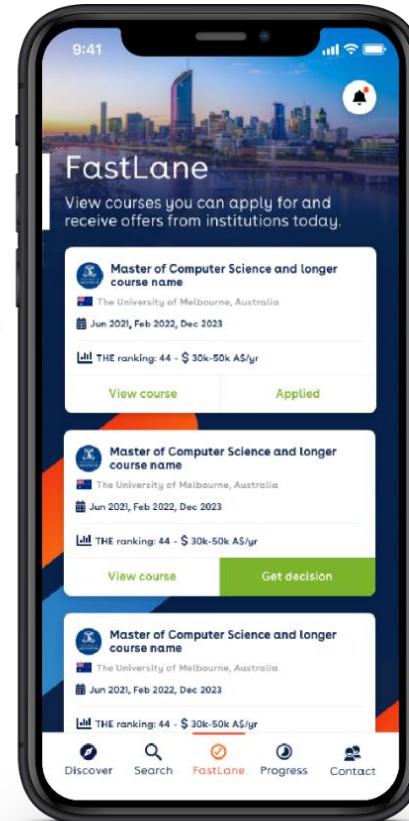 9:41
FastLane
View courses you can apply for and
receive offers from institutions today.
Master of Computer Science and longer
course name
The University of Melbourne, Australia
Jun 2021, Feb 2022, Dec 2023
THE ranking: 44 - $ 30k-50k A$/yr
View course
Applied
Master of Computer Science and longer
course name
The University of Melbourne, Australia
Jun 2021, Feb 2022, Dec 2023
THE ranking: 44 - $ 30k-50k A$/yr
View course
Get decision
Master of Computer Science and longer
course name
The University of Melbourne, Australia
Jun 2021, Feb 2022, Dec 2023
THE ranking: 44 - $ 30k-50k A$/yr
Discover
Search
FastLane
Progress
Contact